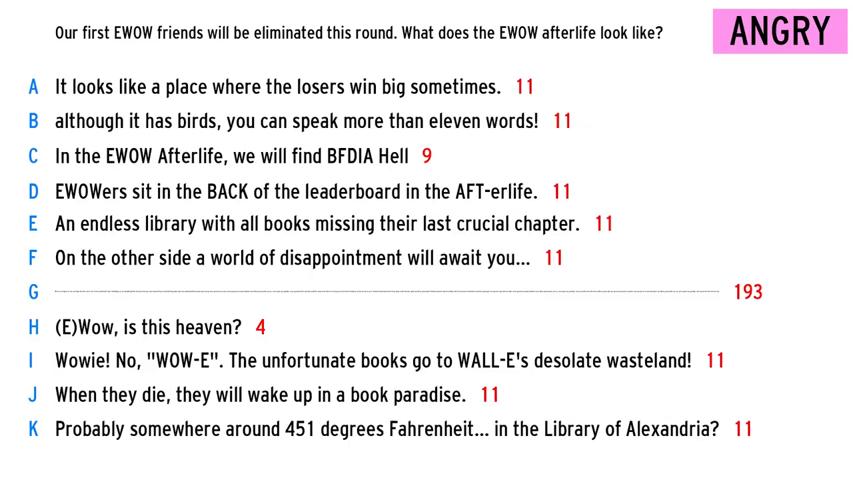 Our first EWOW friends will be eliminated this round. What does the EWOW afterlife look like?
ANGRY
A It looks like a place where the losers win big sometimes. 11
B although it has birds, you can speak more than eleven words! 11
C In the EWOW Afterlife, we will find BFDIA Hell 9
D EWOWers sit in the BACK of the leaderboard in the AFT-erlife. 11
E An endless library with all books missing their last crucial chapter. 11
F On the other side a world of disappointment will await you... 11
G 193
H (E)Wow, is this heaven? 4
I Wowie! No, "WOW-E". The unfortunate books go to WALL-E's desolate wasteland! 11
J When they die, they will wake up in a book paradise. 11
K Probably somewhere around 451 degrees Fahrenheit... in the Library of Alexandria? 11